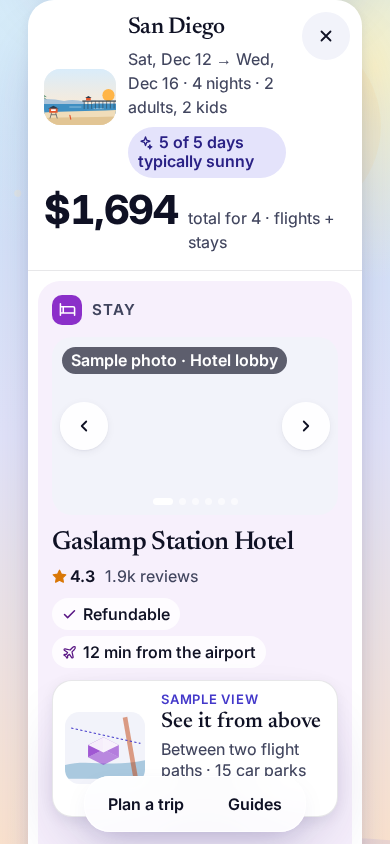 San Diego
Sat, Dec 12 → Wed,
Dec 16 · 4 nights · 2
adults, 2 kids
5 of 5 days
typically sunny
$1,694 total for 4 · flights +
stays
STAY
Sample photo · Hotel lobby
Gaslamp Station Hotel
4.3 1.9k reviews
Refundable
12 min from the airport
SAMPLE VIEW
See it from above
Between two flight
paths · 15 car parks
Plan a trip Guides